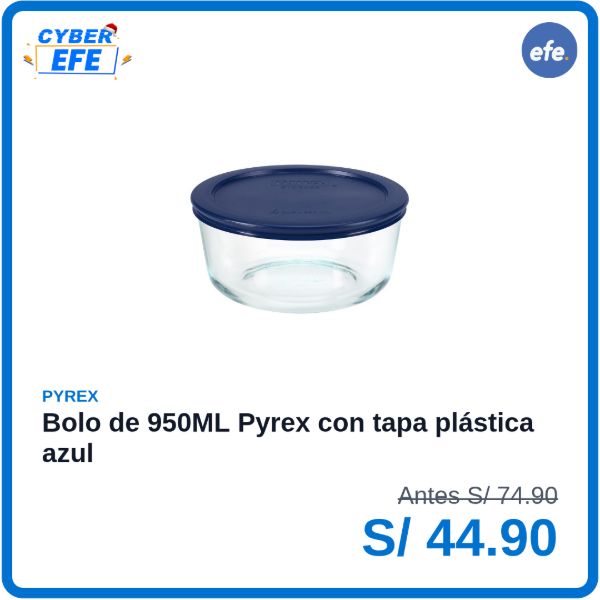 CYBER
EFE
efe.
PYREX
Bolo de 950ML Pyrex con tapa plástica
azul
Antes S/ 74.90
S/ 44.90